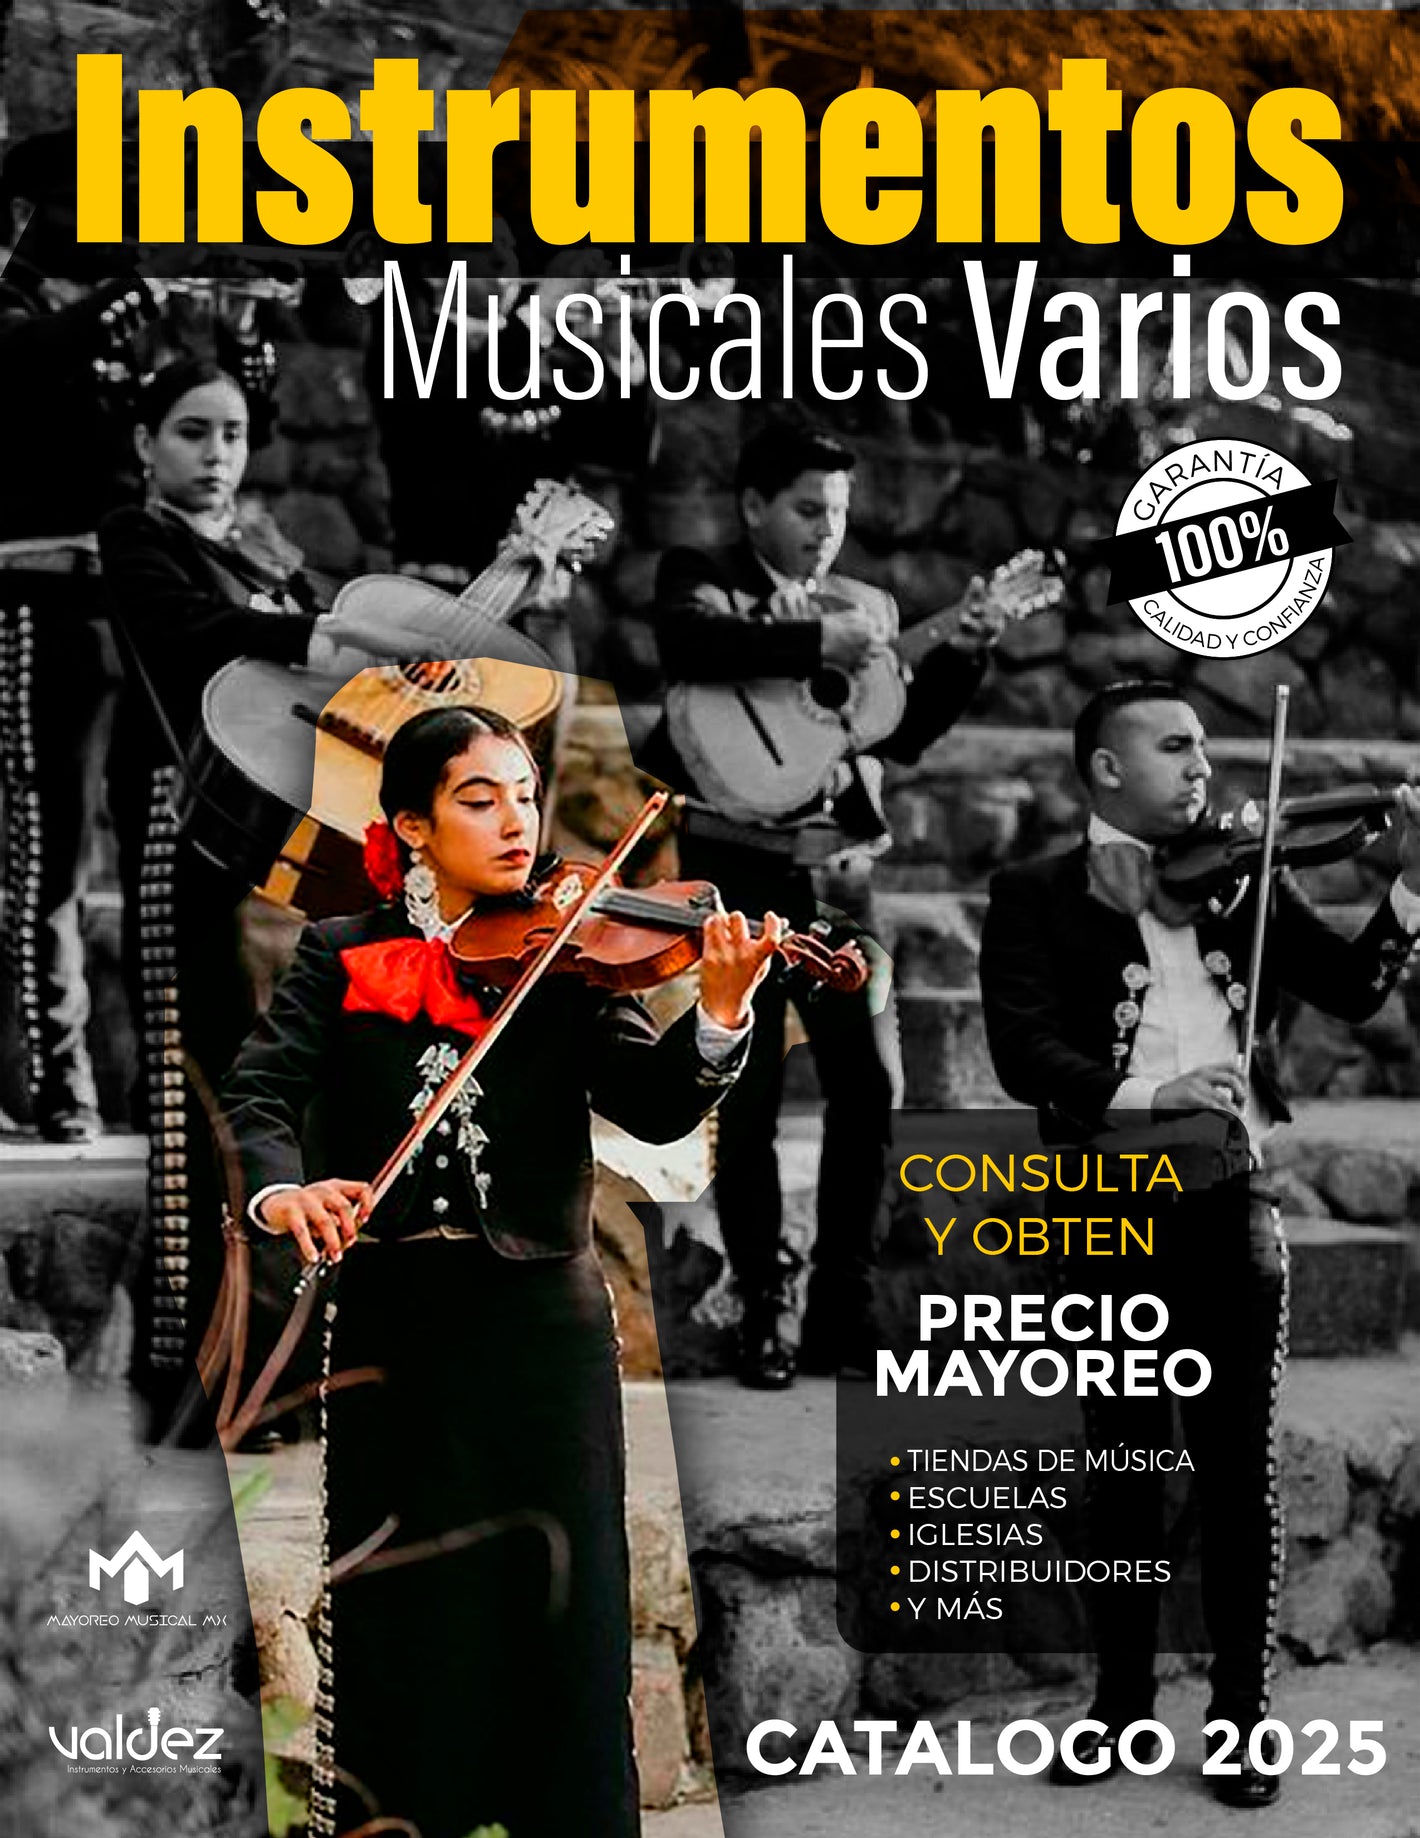 Instrumentos
Musicales Varios
GARANTÍA
100%
CALIDAD Y CONFIANZA
CONSULTA
Y OBTEN
PRECIO
MAYOREO
• TIENDAS DE MÚSICA
• ESCUELAS
• IGLESIAS
• DISTRIBUIDORES
• Y MÁS
MAYOREO MUSICAL MX
valdez
Instrumentos y Accesorios Musicales
CATALOGO 2025